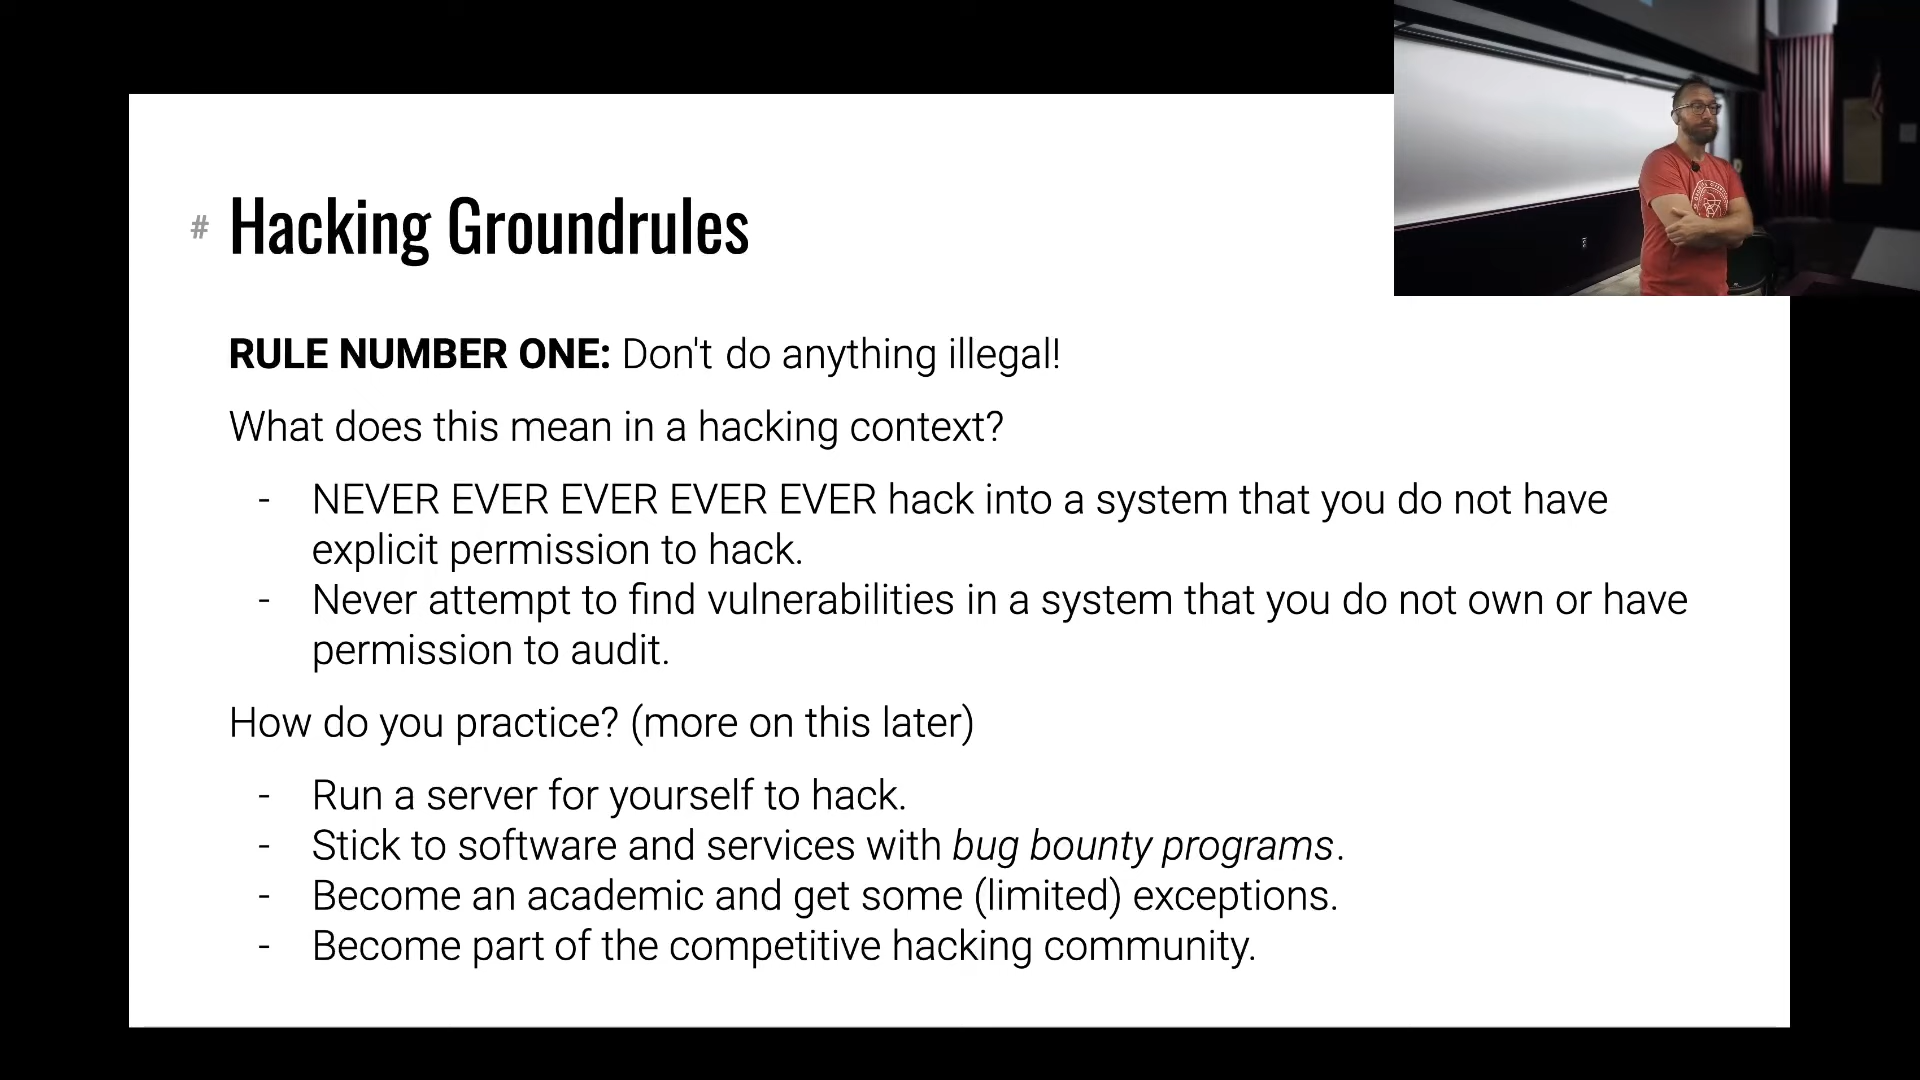 # Hacking Groundrules
RULE NUMBER ONE: Don't do anything illegal!
What does this mean in a hacking context?
- NEVER EVER EVER EVER EVER hack into a system that you do not have
explicit permission to hack.
- Never attempt to find vulnerabilities in a system that you do not own or have
permission to audit.
How do you practice? (more on this later)
- Run a server for yourself to hack.
- Stick to software and services with bug bounty programs.
- Become an academic and get some (limited) exceptions.
- Become part of the competitive hacking community.